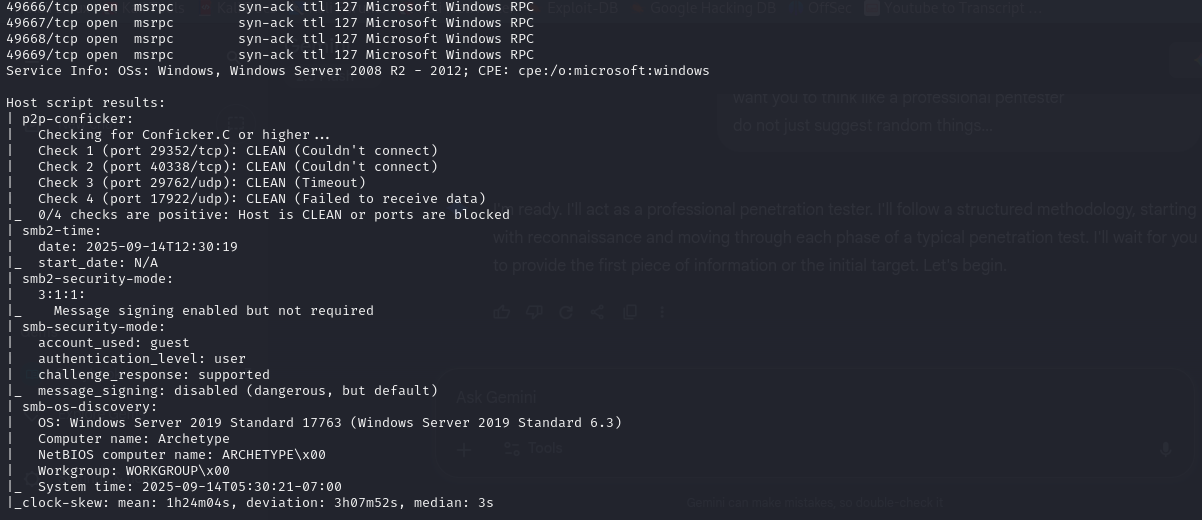 49666/tcp open  msrpc        syn-ack ttl 127 Microsoft Windows RPC
Exploit-DB
Google Hacking DB
OffSec
Youtube to Transcript
49667/tcp open  msrpc        syn-ack ttl 127 Microsoft Windows RPC
49668/tcp open  msrpc        syn-ack ttl 127 Microsoft Windows RPC
49669/tcp open  msrpc        syn-ack ttl 127 Microsoft Windows RPC
Service Info: OSs: Windows, Windows Server 2008 R2 - 2012; CPE: cpe:/o:microsoft:windows
want you to think like a professional pentester
do not just suggest random things...
Host script results:
| p2p-conficker:
|   Checking for Conficker.C or higher...
|   Check 1 (port 29352/tcp): CLEAN (Couldn't connect)
|   Check 2 (port 40338/tcp): CLEAN (Couldn't connect)
|   Check 3 (port 29762/udp): CLEAN (Timeout)
|   Check 4 (port 17922/udp): CLEAN (Failed to receive data)
|_  0/4 checks are positive: Host is CLEAN or ports are blocked
I'm ready. I'll act as a professional penetration tester. I'll follow a structured methodology, starting
with reconnaissance and moving through each phase of a typical penetration test. I'll wait for you
to provide the first piece of information or the initial target. Let's begin.
| smb2-time:
|   date: 2025-09-14T12:30:19
|_  start_date: N/A
| smb2-security-mode:
|   3:1:1:
|_    Message signing enabled but not required
| smb-security-mode:
|   account_used: guest
|   authentication_level: user
|   challenge_response: supported
|_  message_signing: disabled (dangerous, but default)
| smb-os-discovery:
|   OS: Windows Server 2019 Standard 17763 (Windows Server 2019 Standard 6.3)
|   Computer name: Archetype
|   NetBIOS computer name: ARCHETYPE\x00
|   Workgroup: WORKGROUP\x00
|_  System time: 2025-09-14T05:30:21-07:00
|_clock-skew: mean: 1h24m04s, deviation: 3h07m52s, median: 3s
Ask Gemini
Tools
Gemini can make mistakes, so double-check it